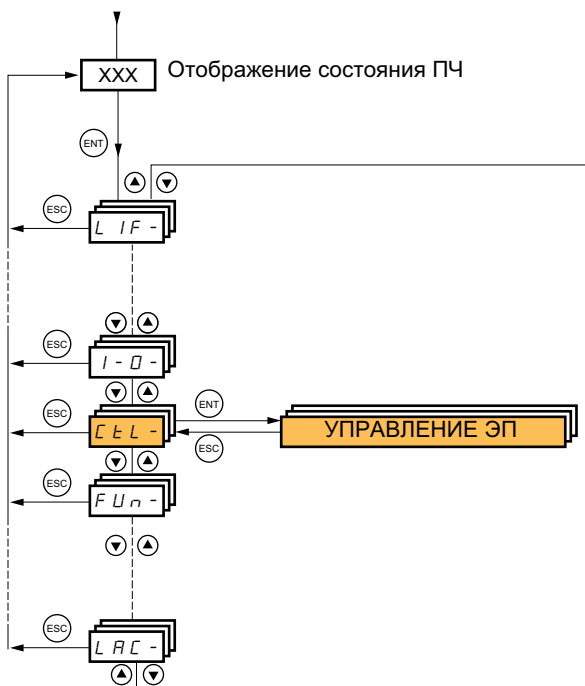 XXX Отображение состояния ПЧ
ENT
ESC
L IF -
ESC
I - O -
ENT
ESC
CtL -
УПРАВЛЕНИЕ ЭП
ESC
ESC
FUn -
ESC
LAC -